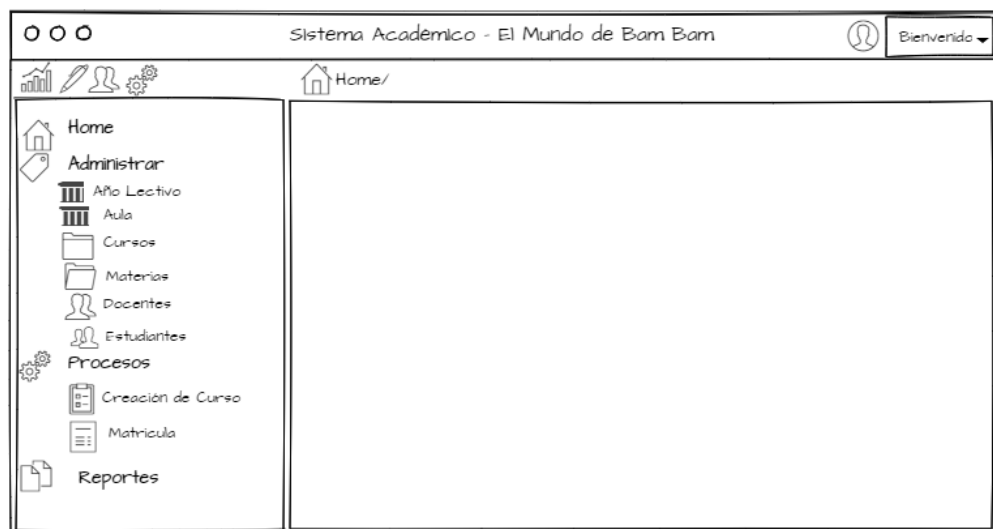 Sistema Académico - El Mundo de Bam Bam
Bienvenido
Home/
Home
Administrar
Año Lectivo
Aula
Cursos
Materias
Docentes
Estudiantes
Procesos
Creación de Curso
Matricula
Reportes